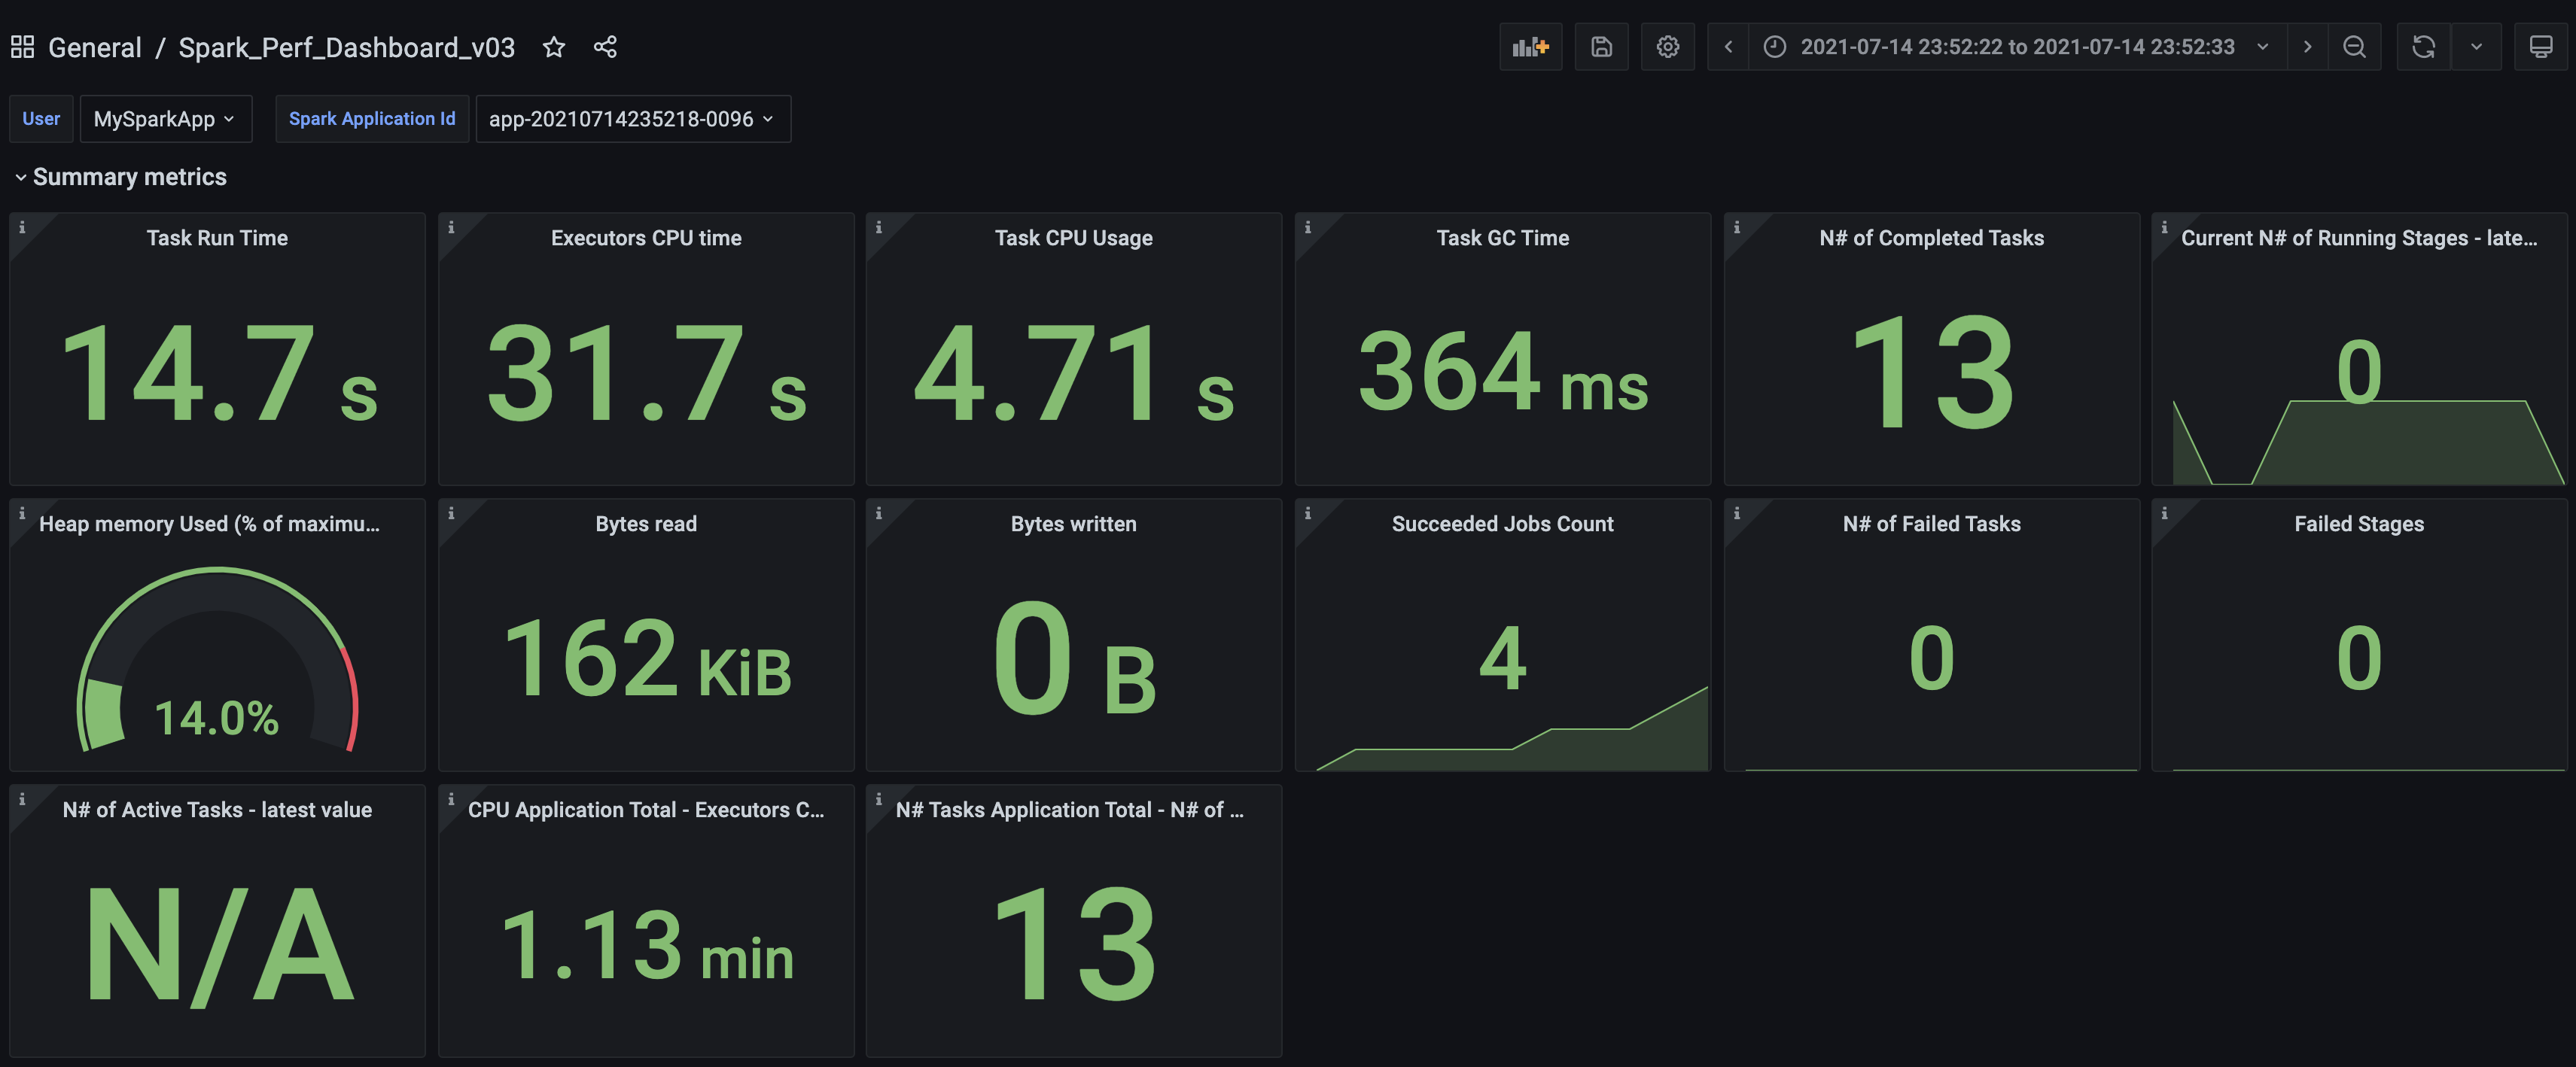 General / Spark_Perf_Dashboard_v03
2021-07-14 23:52:22 to 2021-07-14 23:52:33
User MySparkApp Spark Application Id app-20210714235218-0096
Summary metrics
Task Run Time
14.7 s
Executors CPU time
31.7 s
Task CPU Usage
4.71 s
Task GC Time
364 ms
N# of Completed Tasks
13
Current N# of Running Stages - late...
0
Heap memory Used (% of maximu...
14.0%
Bytes read
162 KiB
Bytes written
0 B
Succeeded Jobs Count
4
N# of Failed Tasks
0
Failed Stages
0
N# of Active Tasks - latest value
N/A
CPU Application Total - Executors C...
1.13 min
N# Tasks Application Total - N# of ...
13